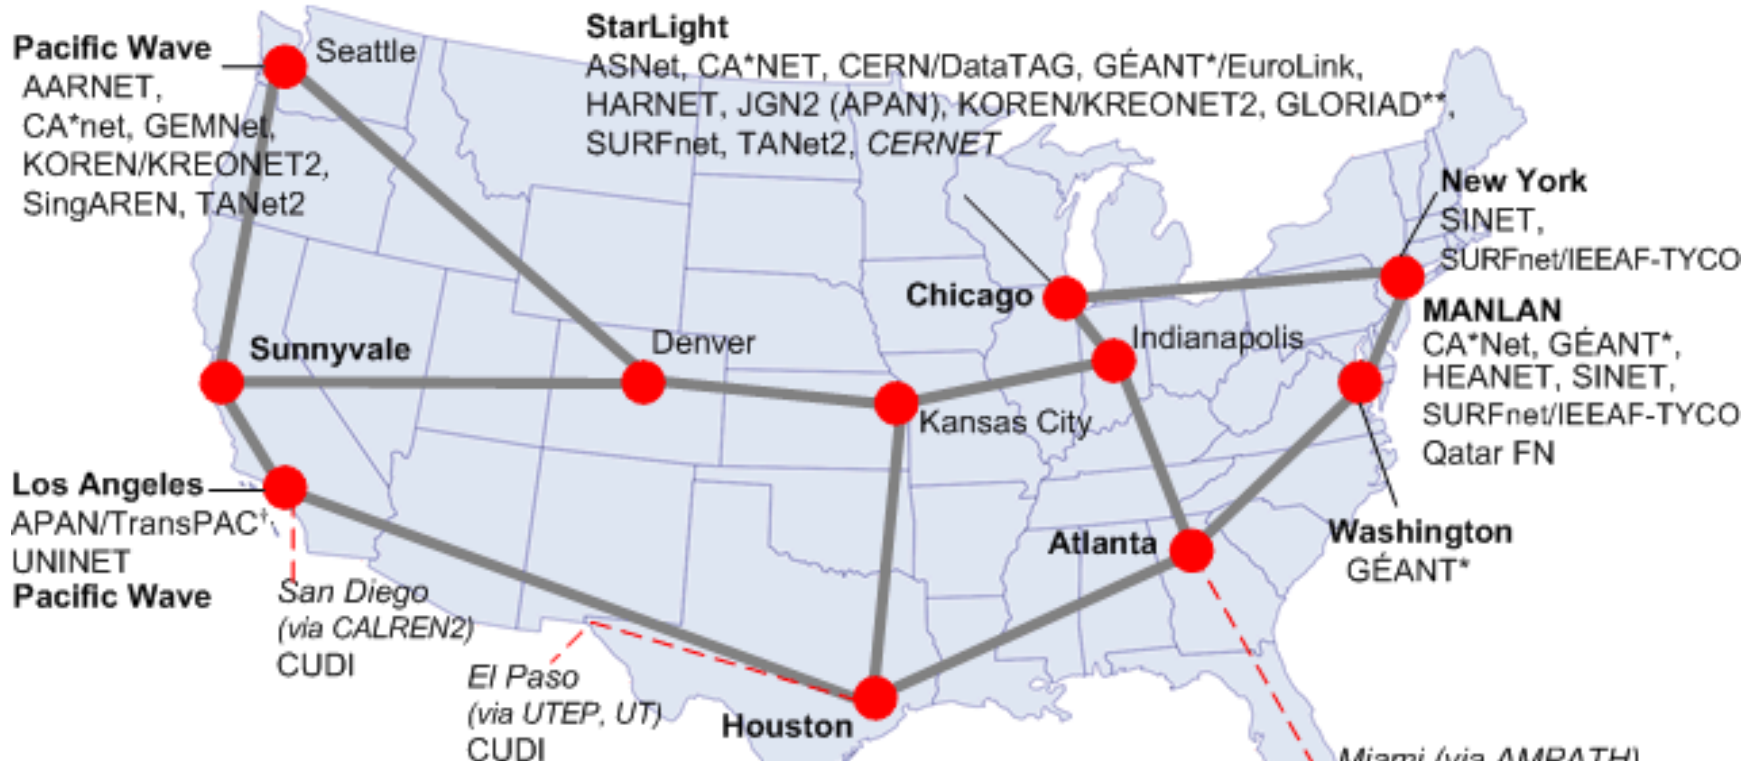 Pacific Wave
AARNET,
CA*net, GEMNet,
KOREN/KREONET2,
SingAREN, TANet2
Seattle
StarLight
ASNet, CA*NET, CERN/DataTAG, GÉANT*/EuroLink,
HARNET, JGN2 (APAN), KOREN/KREONET2, GLORIAD**,
SURFnet, TANet2, CERNET
New York
SINET,
SURFnet/IEEAF-TYCO
Chicago
MANLAN
CA*Net, GÉANT*,
HEANET, SINET,
SURFnet/IEEAF-TYCO
Qatar FN
Indianapolis
Sunnyvale
Denver
Kansas City
Los Angeles
APAN/TransPAC†,
UNINET
Pacific Wave
Atlanta
Washington
GÉANT*
San Diego
(via CALREN2)
CUDI
El Paso
(via UTEP, UT)
CUDI
Houston
Miami (via AMPATH)